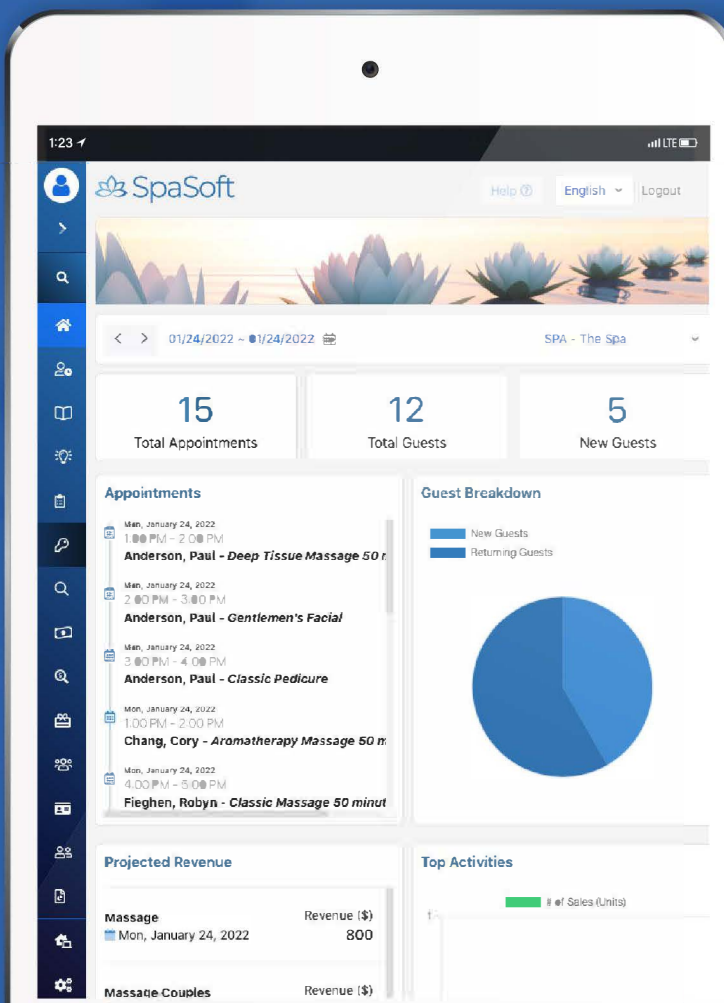 1:23
LTE
SpaSoft
Help
English
Logout
01/24/2022 ~ 01/24/2022
SPA - The Spa
15
Total Appointments
12
Total Guests
5
New Guests
Appointments
Mon, January 24, 2022
1:00 PM - 2:00 PM
Anderson, Paul - Deep Tissue Massage 50
Mon, January 24, 2022
2:00 PM - 3:00 PM
Anderson, Paul - Gentlemen's Facial
Mon, January 24, 2022
3:00 PM - 4:00 PM
Anderson, Paul - Classic Pedicure
Mon, January 24, 2022
1:00 PM - 2:00 PM
Chang, Cory - Aromatherapy Massage 50
Mon, January 24, 2022
4:00 PM - 5:00 PM
Fieghen, Robyn - Classic Massage 50 minut
Guest Breakdown
New Guests
Returning Guests
Projected Revenue
Massage
Revenue ($)
Mon, January 24, 2022
800
Massage Couples
Revenue ($)
Top Activities
# of Sales (Units)